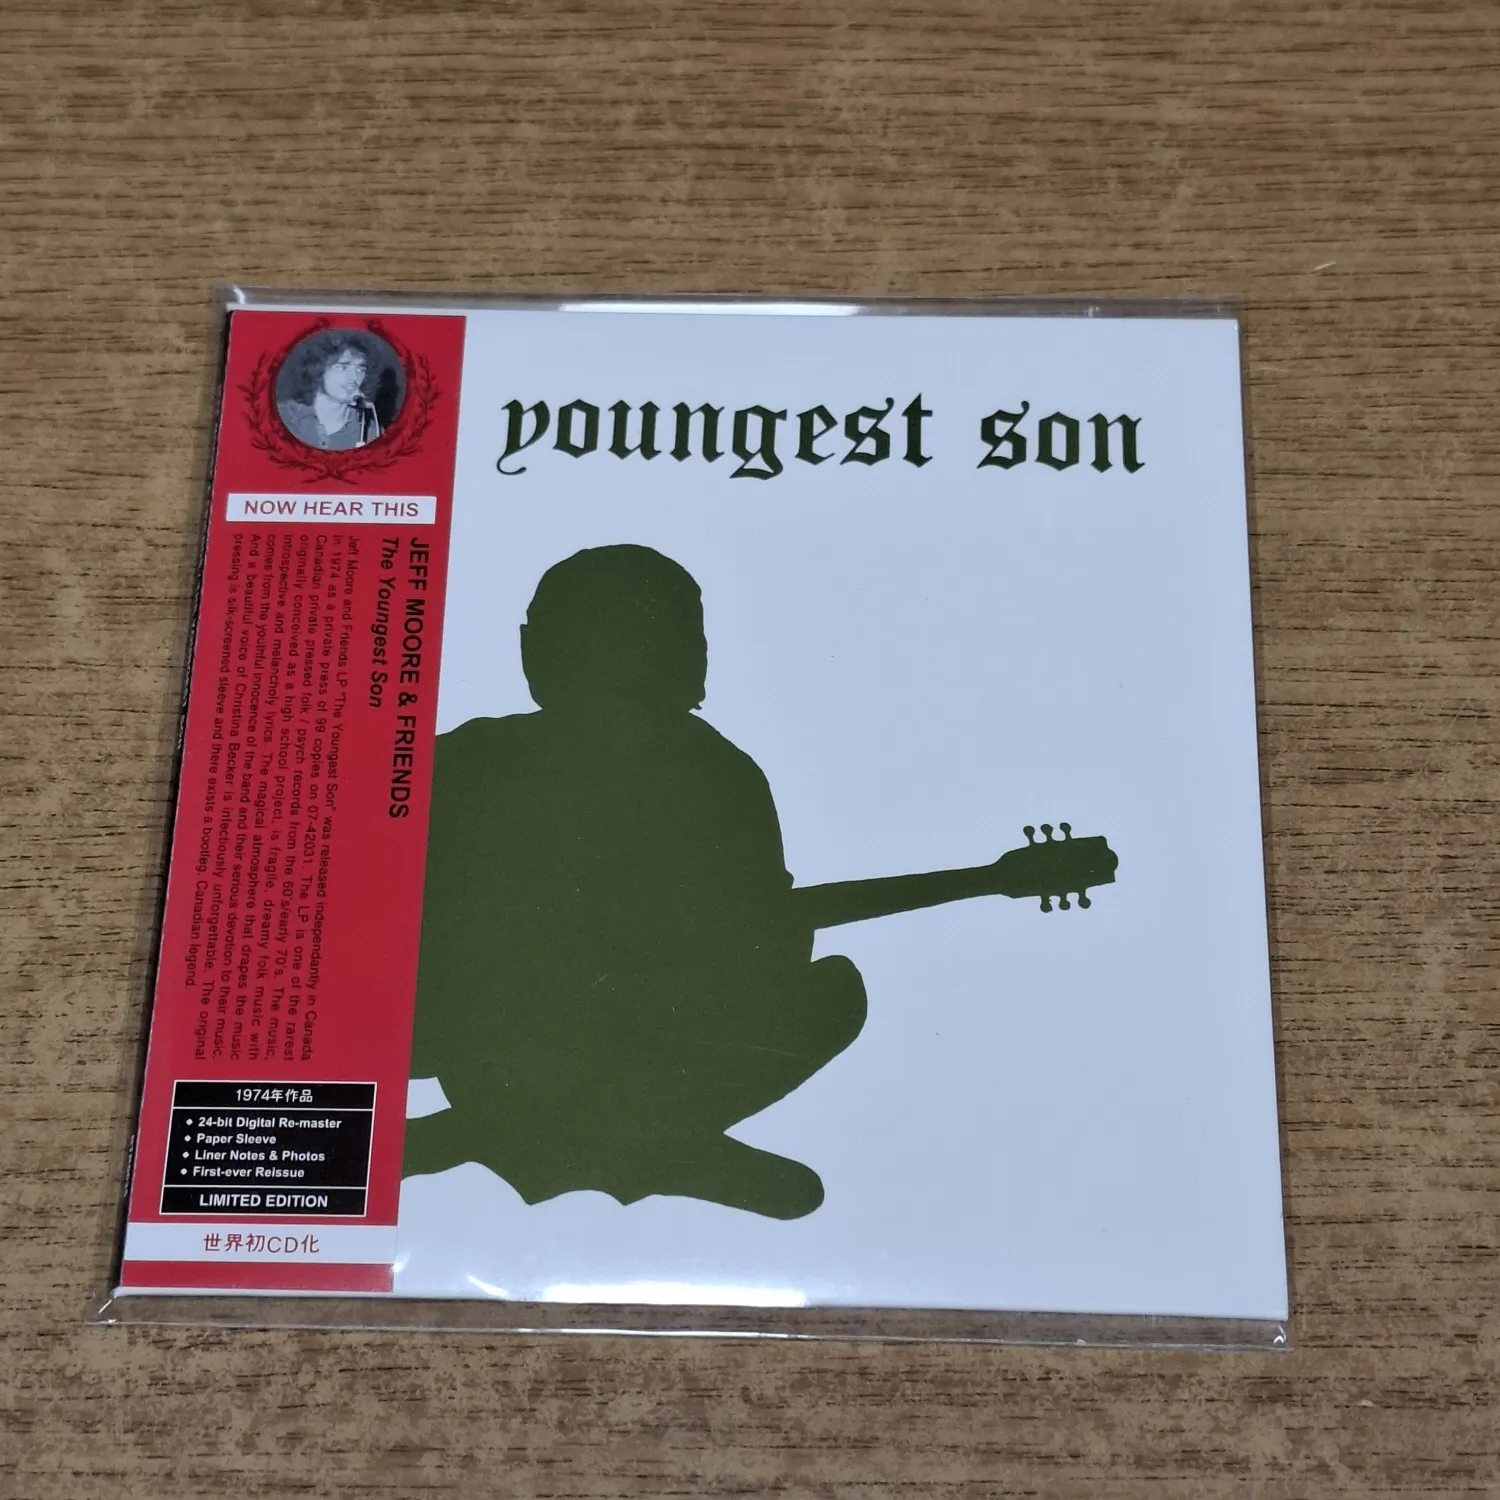 youngest son
NOW HEAR THIS
JEFF MOORE & FRIENDS
The Youngest Son
Jeff Moore and Friends LP "The Youngest Son" was released independantly in Canada
in 1974 as a private press of 99 copies on 07-42031. The LP is one of the rarest
Canadian private pressed folk / psych records from the 60's/early 70's. The music,
originally conceived as a high school project, is fragile, dreamy folk music with
introspective and melancholy lyrics. The magical atmosphere that drapes the music
comes from the youthful innocence of the band and their serious devotion to their music.
And a beautiful voice of Christina Becker is infectiously unforgettable. The original
pressing is silk-screened sleeve and there exists a bootleg. Canadian legend.
1974年作品
◆ 24-bit Digital Re-master
◆ Paper Sleeve
◆ Liner Notes & Photos
◆ First-ever Reissue
LIMITED EDITION
世界初CD化